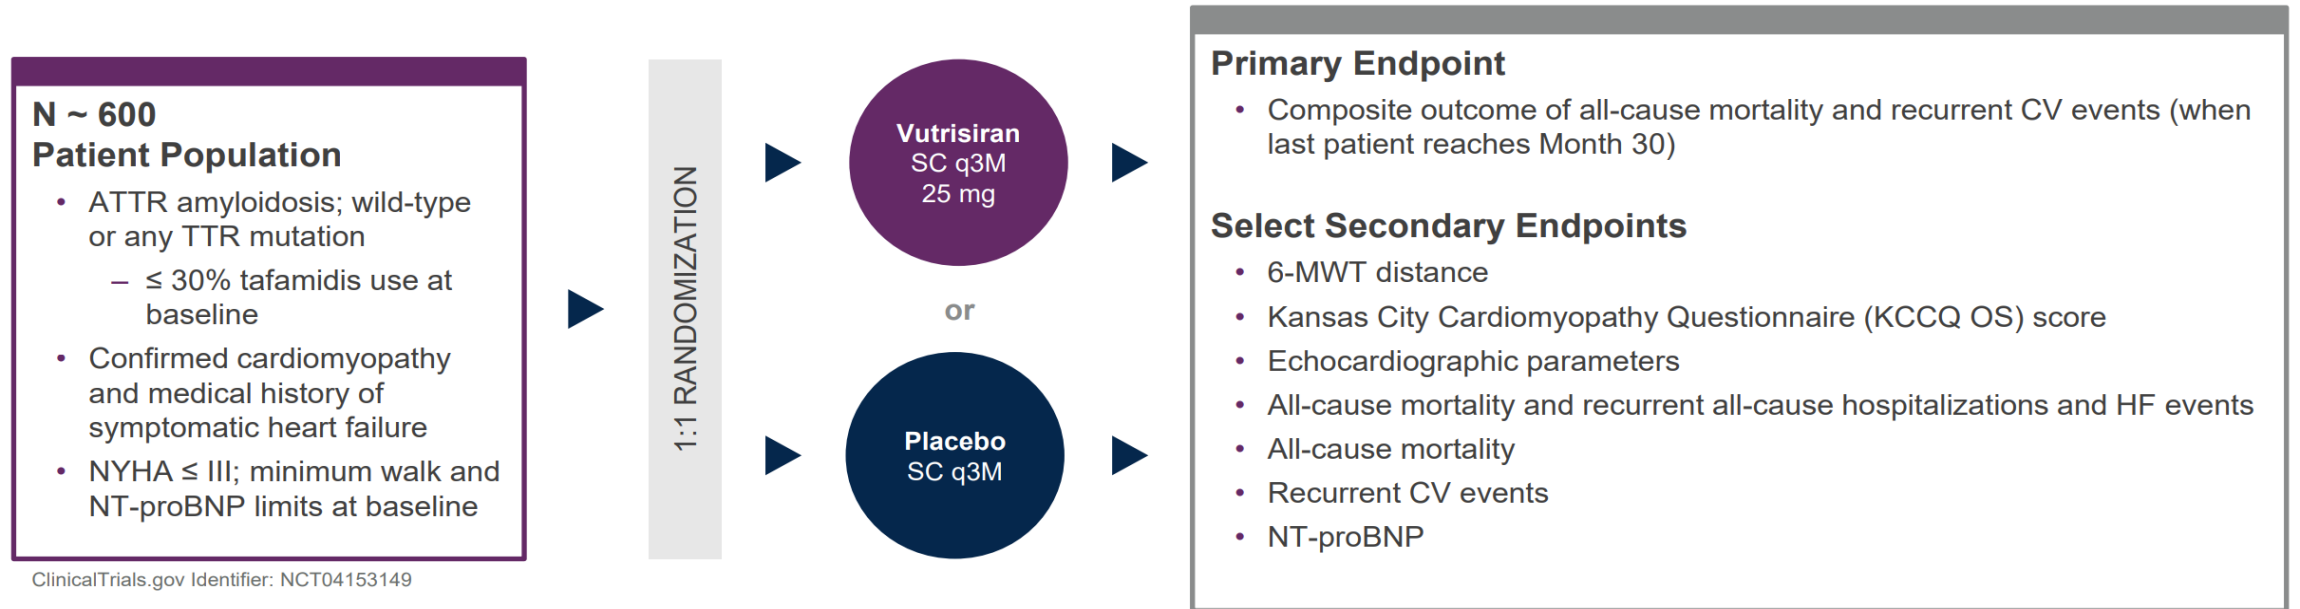 N ~ 600
Patient Population
• ATTR amyloidosis; wild-type
or any TTR mutation
– ≤ 30% tafamidis use at
baseline
• Confirmed cardiomyopathy
and medical history of
symptomatic heart failure
• NYHA ≤ III; minimum walk and
NT-proBNP limits at baseline
ClinicalTrials.gov Identifier: NCT04153149
1:1 RANDOMIZATION
Vutrisiran
SC q3M
25 mg
or
Placebo
SC q3M
Primary Endpoint
• Composite outcome of all-cause mortality and recurrent CV events (when
last patient reaches Month 30)
Select Secondary Endpoints
• 6-MWT distance
• Kansas City Cardiomyopathy Questionnaire (KCCQ OS) score
• Echocardiographic parameters
• All-cause mortality and recurrent all-cause hospitalizations and HF events
• All-cause mortality
• Recurrent CV events
• NT-proBNP